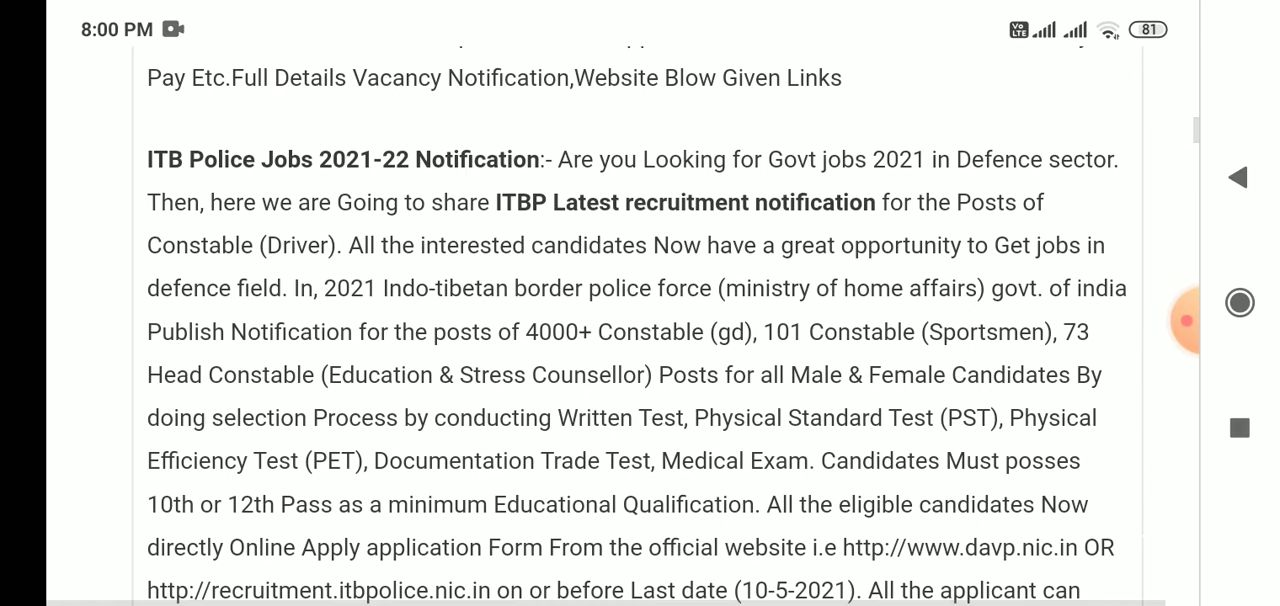 8:00 PM
Vo LTE
81
Pay Etc.Full Details Vacancy Notification,Website Blow Given Links
ITB Police Jobs 2021-22 Notification:- Are you Looking for Govt jobs 2021 in Defence sector.
Then, here we are Going to share ITBP Latest recruitment notification for the Posts of
Constable (Driver). All the interested candidates Now have a great opportunity to Get jobs in
defence field. In, 2021 Indo-tibetan border police force (ministry of home affairs) govt. of india
Publish Notification for the posts of 4000+ Constable (gd), 101 Constable (Sportsmen), 73
Head Constable (Education & Stress Counsellor) Posts for all Male & Female Candidates By
doing selection Process by conducting Written Test, Physical Standard Test (PST), Physical
Efficiency Test (PET), Documentation Trade Test, Medical Exam. Candidates Must posses
10th or 12th Pass as a minimum Educational Qualification. All the eligible candidates Now
directly Online Apply application Form From the official website i.e http://www.davp.nic.in OR
http://recruitment.itbpolice.nic.in on or before Last date (10-5-2021). All the applicant can